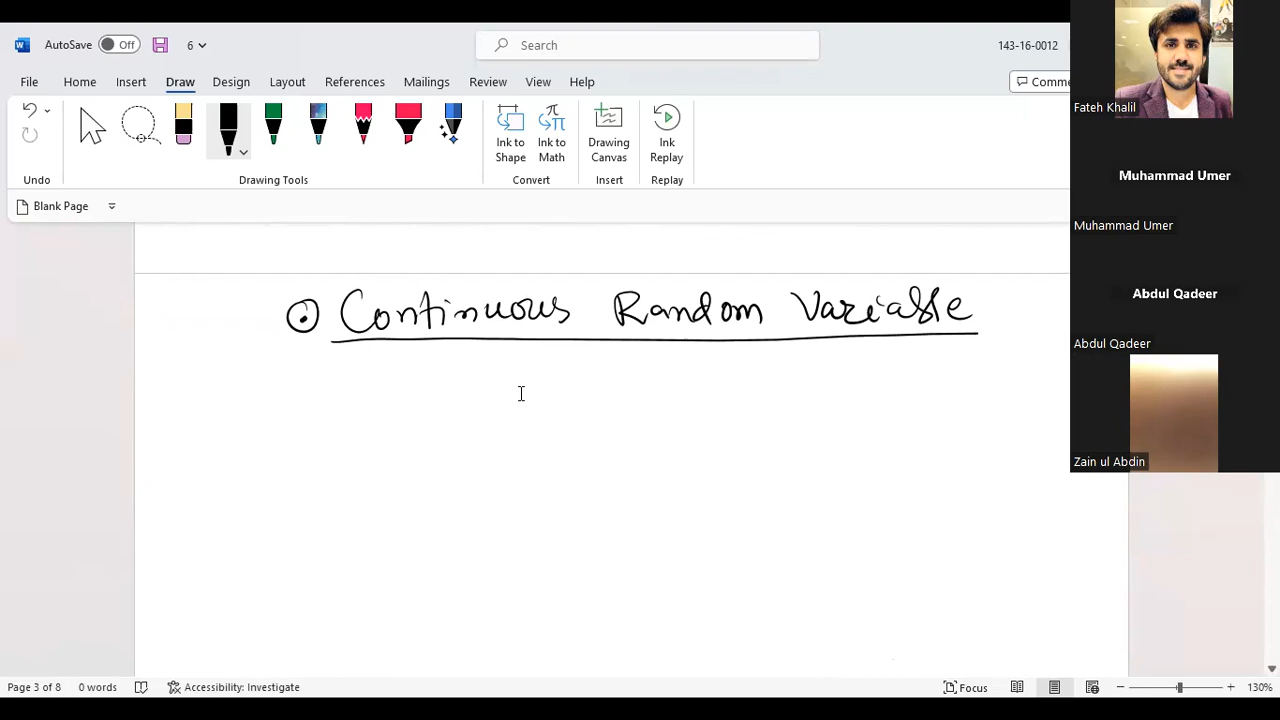 AutoSave Off 6 Search 143-16-0012
File Home Insert Draw Design Layout References Mailings Review View Help Comme
Ink to Shape
Ink to Math
Drawing Canvas
Ink Replay
Undo Drawing Tools Convert Insert Replay
Blank Page
Continuous Random Variable
Fateh Khalil
Muhammad Umer
Muhammad Umer
Abdul Qadeer
Abdul Qadeer
Zain ul Abdin
Page 3 of 8 0 words Accessibility: Investigate Focus 130%